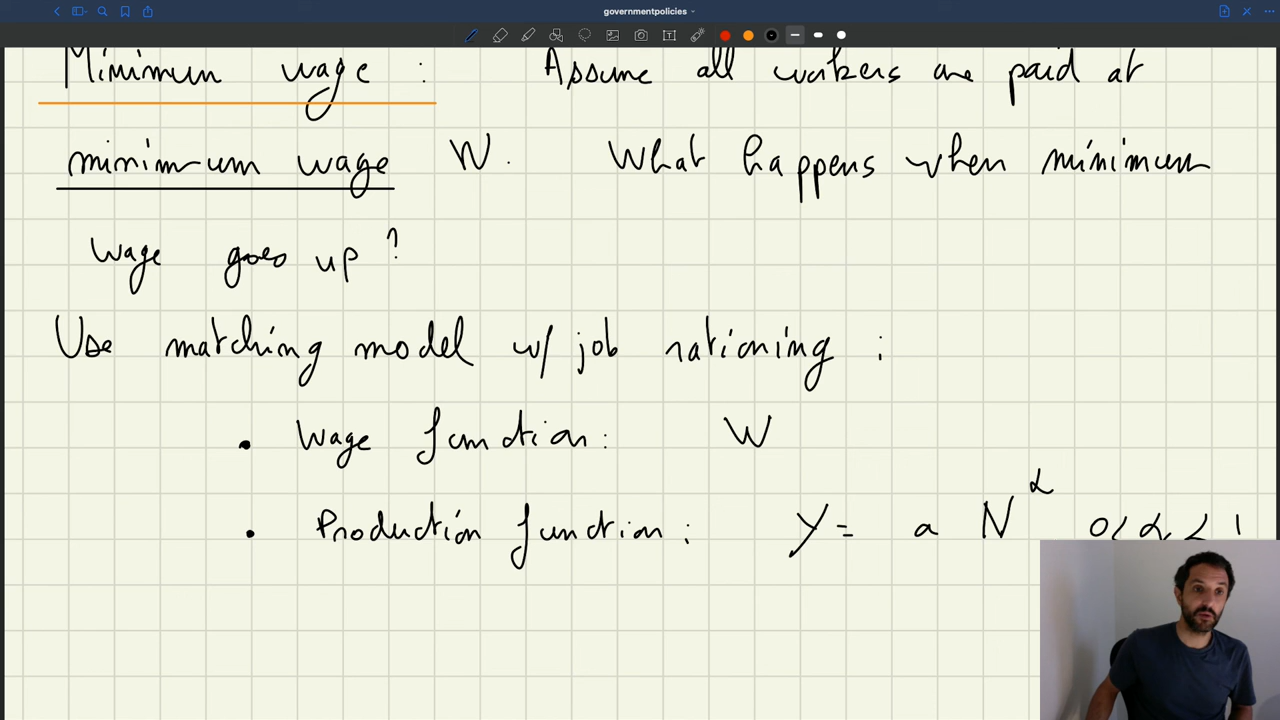 governmentpolicies
Minimum wage : Assume all workers are paid at
minimum wage W. What happens when minimum
wage goes up?
Use matching model w/ job rationing :
• Wage function: W
• Production function: Y = a N^α 0<α<1